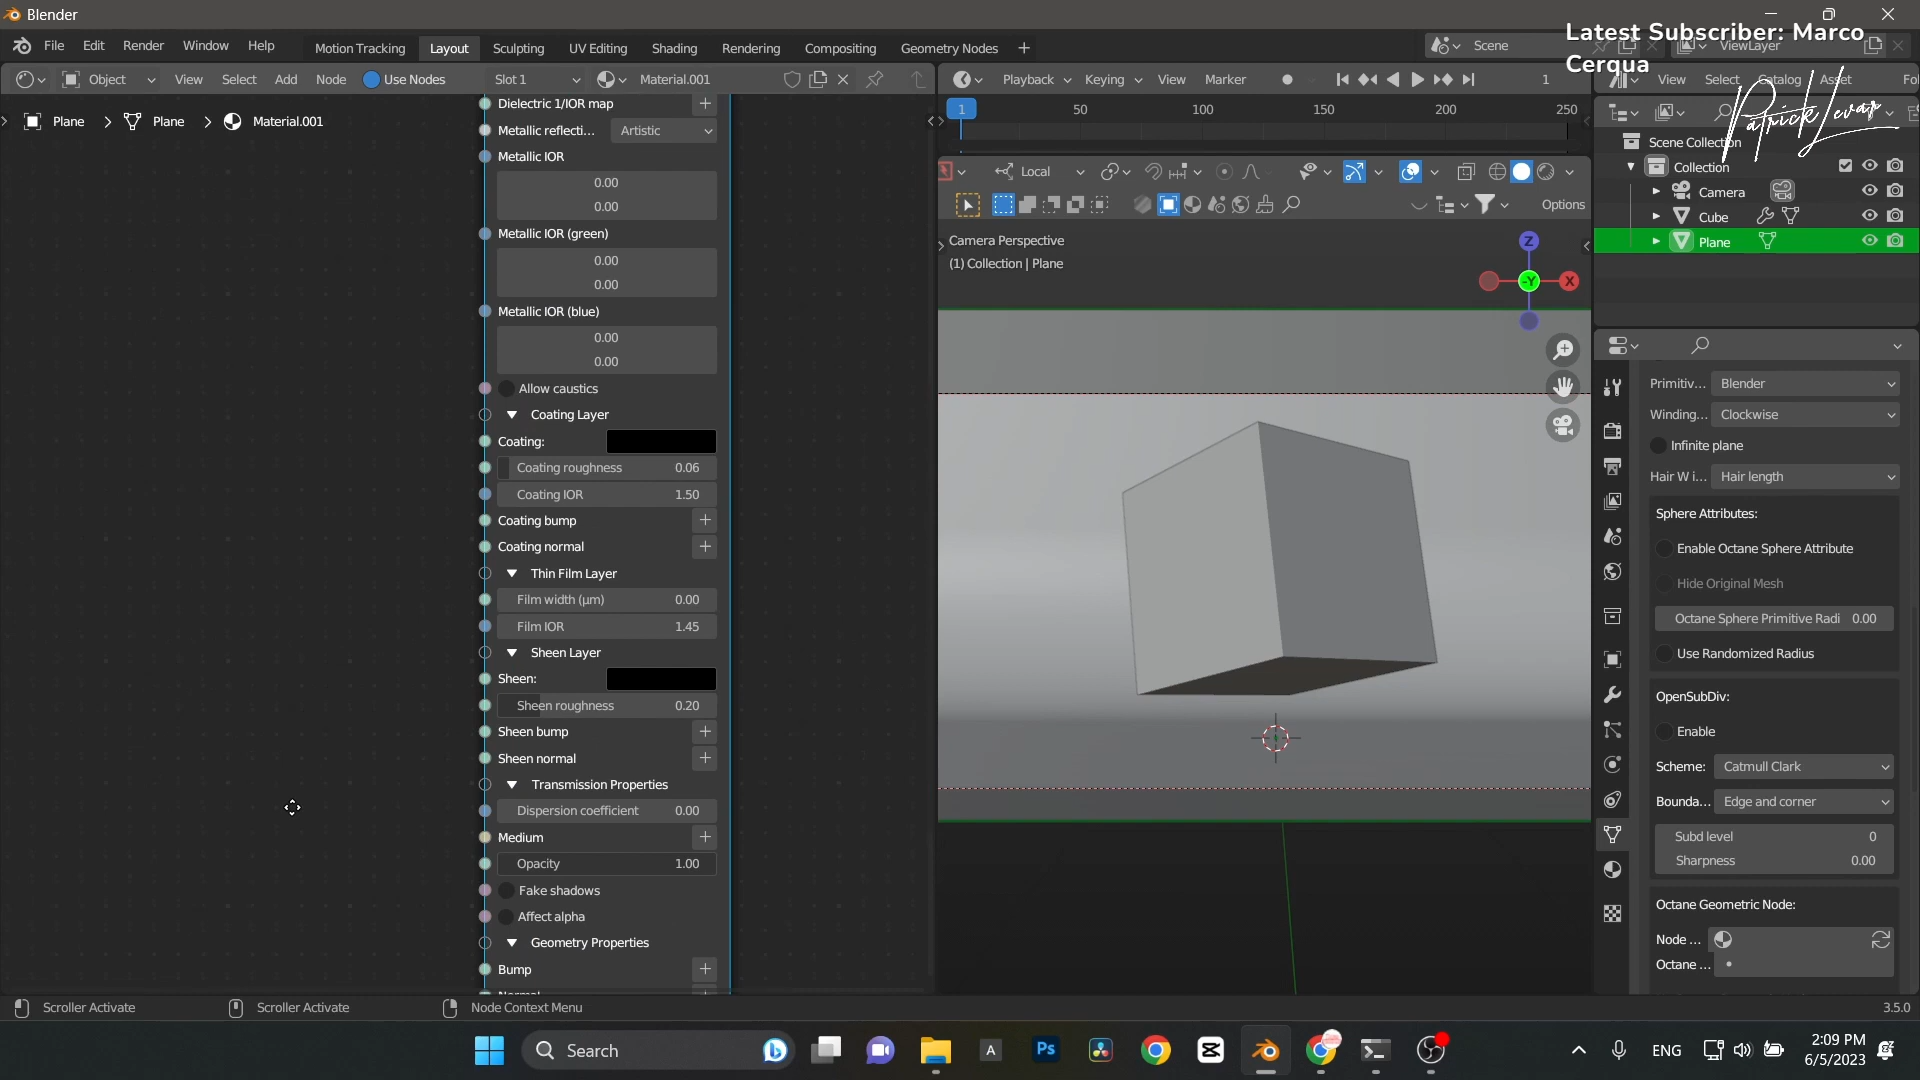 Blender
Latest Subscriber: Marco
Cerqua
File Edit Render Window Help
Motion Tracking Layout Sculpting UV Editing Shading Rendering Compositing Geometry Nodes +
Scene
ViewLayer
Object View Select Add Node Use Nodes Slot 1 Material.001
Playback Keying View Marker 1
View Select Catalog Asset Fo
Patrick Levar
Plane > Plane > Material.001
1 50 100 150 200 250
Dielectric 1/IOR map
Metallic reflecti... Artistic
Metallic IOR
0.00
0.00
Metallic IOR (green)
0.00
0.00
Metallic IOR (blue)
0.00
0.00
Allow caustics
Coating Layer
Coating:
Coating roughness 0.06
Coating IOR 1.50
Coating bump
Coating normal
Thin Film Layer
Film width (μm) 0.00
Film IOR 1.45
Sheen Layer
Sheen:
Sheen roughness 0.20
Sheen bump
Sheen normal
Transmission Properties
Dispersion coefficient 0.00
Medium
Opacity 1.00
Fake shadows
Affect alpha
Geometry Properties
Bump
Normal
Local
Options
Camera Perspective
(1) Collection | Plane
Z
-Y X
Scene Collection
Collection
Camera
Cube
Plane
Primitiv... Blender
Winding... Clockwise
Infinite plane
Hair W i... Hair length
Sphere Attributes:
Enable Octane Sphere Attribute
Hide Original Mesh
Octane Sphere Primitive Radi 0.00
Use Randomized Radius
OpenSubDiv:
Enable
Scheme: Catmull Clark
Bounda... Edge and corner
Subd level 0
Sharpness 0.00
Octane Geometric Node:
Node ...
Octane ...
Scroller Activate Scroller Activate Node Context Menu 3.5.0
Search
A
Ps
ENG
2:09 PM
6/5/2023